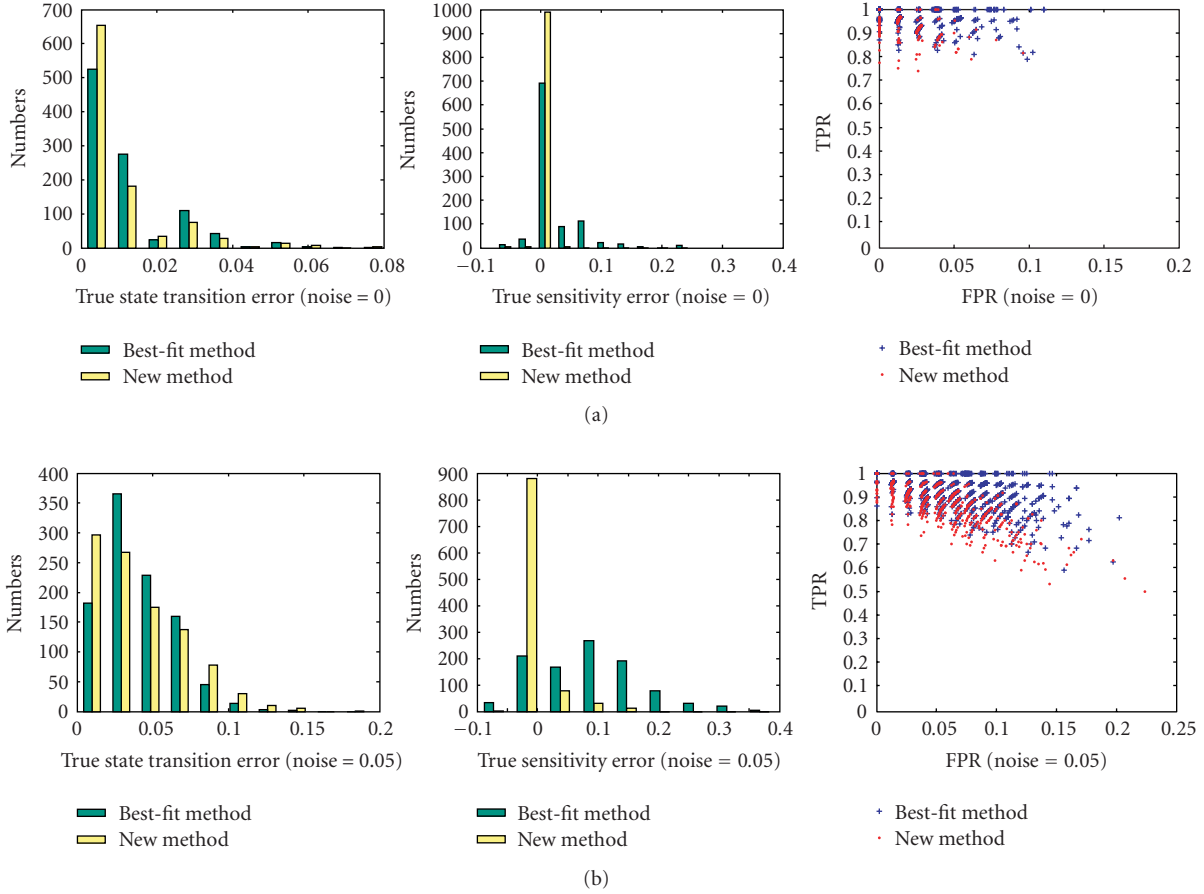 800
700
600
500
400
300
200
100
0
Numbers
0 0.02 0.04 0.06 0.08
True state transition error (noise = 0)
Best-fit method
New method
1000
900
800
700
600
500
400
300
200
100
0
Numbers
−0.1 0 0.1 0.2 0.3 0.4
True sensitivity error (noise = 0)
Best-fit method
New method
1
0.9
0.8
0.7
0.6
0.5
0.4
0.3
0.2
0.1
0
TPR
0 0.05 0.1 0.15 0.2
FPR (noise = 0)
Best-fit method
New method
(a)
400
350
300
250
200
150
100
50
0
Numbers
0 0.05 0.1 0.15 0.2
True state transition error (noise = 0.05)
Best-fit method
New method
900
800
700
600
500
400
300
200
100
0
Numbers
−0.1 0 0.1 0.2 0.3 0.4
True sensitivity error (noise = 0.05)
Best-fit method
New method
1
0.9
0.8
0.7
0.6
0.5
0.4
0.3
0.2
0.1
0
TPR
0 0.05 0.1 0.15 0.2 0.25
FPR (noise = 0.05)
Best-fit method
New method
(b)